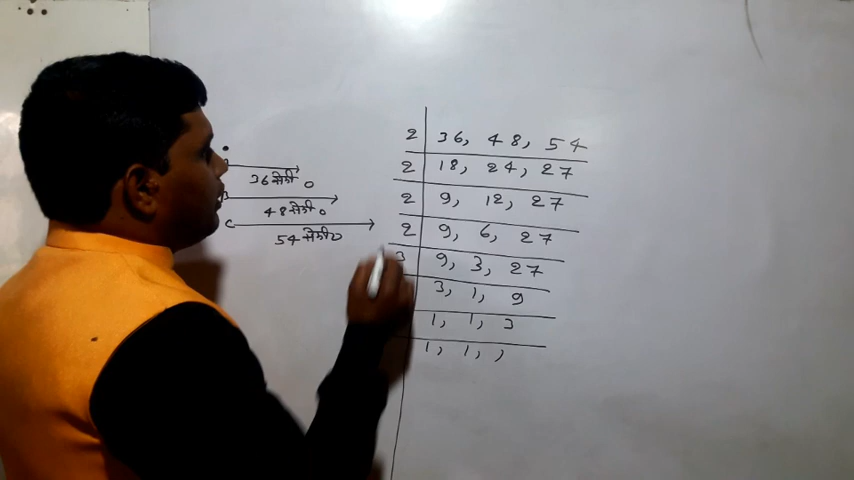 36 सेमी०
B
48 सेमी०
C
54 सेमी०
2 36, 48, 54
2 18, 24, 27
2 9, 12, 27
2 9, 6, 27
3 9, 3, 27
3, 1, 9
1, 1, 3
1, 1,